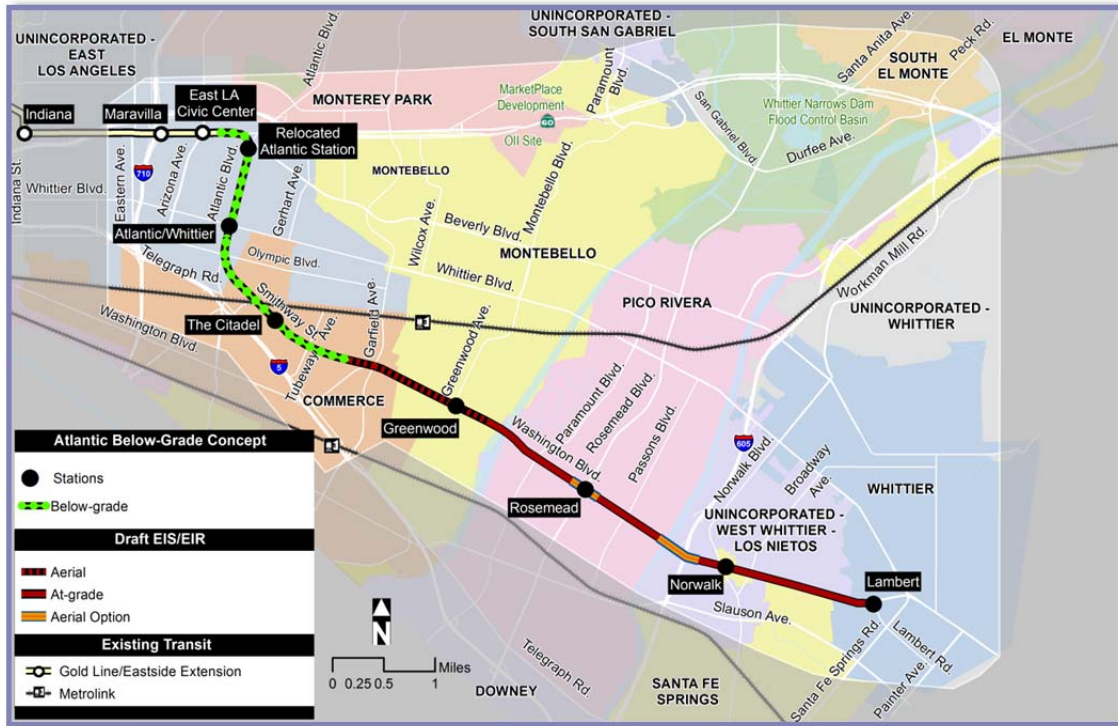 UNINCORPORATED -
EAST
LOS ANGELES
UNINCORPORATED -
SOUTH SAN GABRIEL
EL MONTE
SOUTH
EL MONTE
Santa Anita Ave.
Peck Rd.
Atlantic Blvd.
Paramount
Blvd.
MONTEREY PARK
MarketPlace
Development
60
OII Site
San Gabriel Blvd.
Whittier Narrows Dam
Flood Control Basin
Durfee Ave.
Indiana
Maravilla
East LA
Civic Center
Relocated
Atlantic Station
Indiana St.
Whittier Blvd.
Eastern Ave.
710
Arizona Ave.
Atlantic Blvd.
Gerhart Ave.
MONTEBELLO
Wilcox Ave.
Beverly Blvd.
Montebello Blvd.
MONTEBELLO
Atlantic/Whittier
Olympic Blvd.
Telegraph Rd.
Whittier Blvd.
Workman Mill Rd.
PICO RIVERA
UNINCORPORATED -
WHITTIER
Washington Blvd.
The Citadel
Smithway St.
Tubeway Ave.
Garfield Ave.
Greenwood Ave.
5
COMMERCE
Greenwood
Washington Blvd.
Paramount Blvd.
Rosemead Blvd.
Passons Blvd.
605
Norwalk Blvd.
Broadway
Ave.
WHITTIER
Rosemead
UNINCORPORATED -
WEST WHITTIER -
LOS NIETOS
Norwalk
Lambert
Slauson Ave.
Santa Fe Springs Rd.
Lambert Rd.
Painter Ave.
Telegraph Rd
DOWNEY
SANTA FE
SPRINGS
Atlantic Below-Grade Concept
Stations
Below-grade
Draft EIS/EIR
Aerial
At-grade
Aerial Option
Existing Transit
Gold Line/Eastside Extension
Metrolink
N
Miles
0 0.25 0.5 1